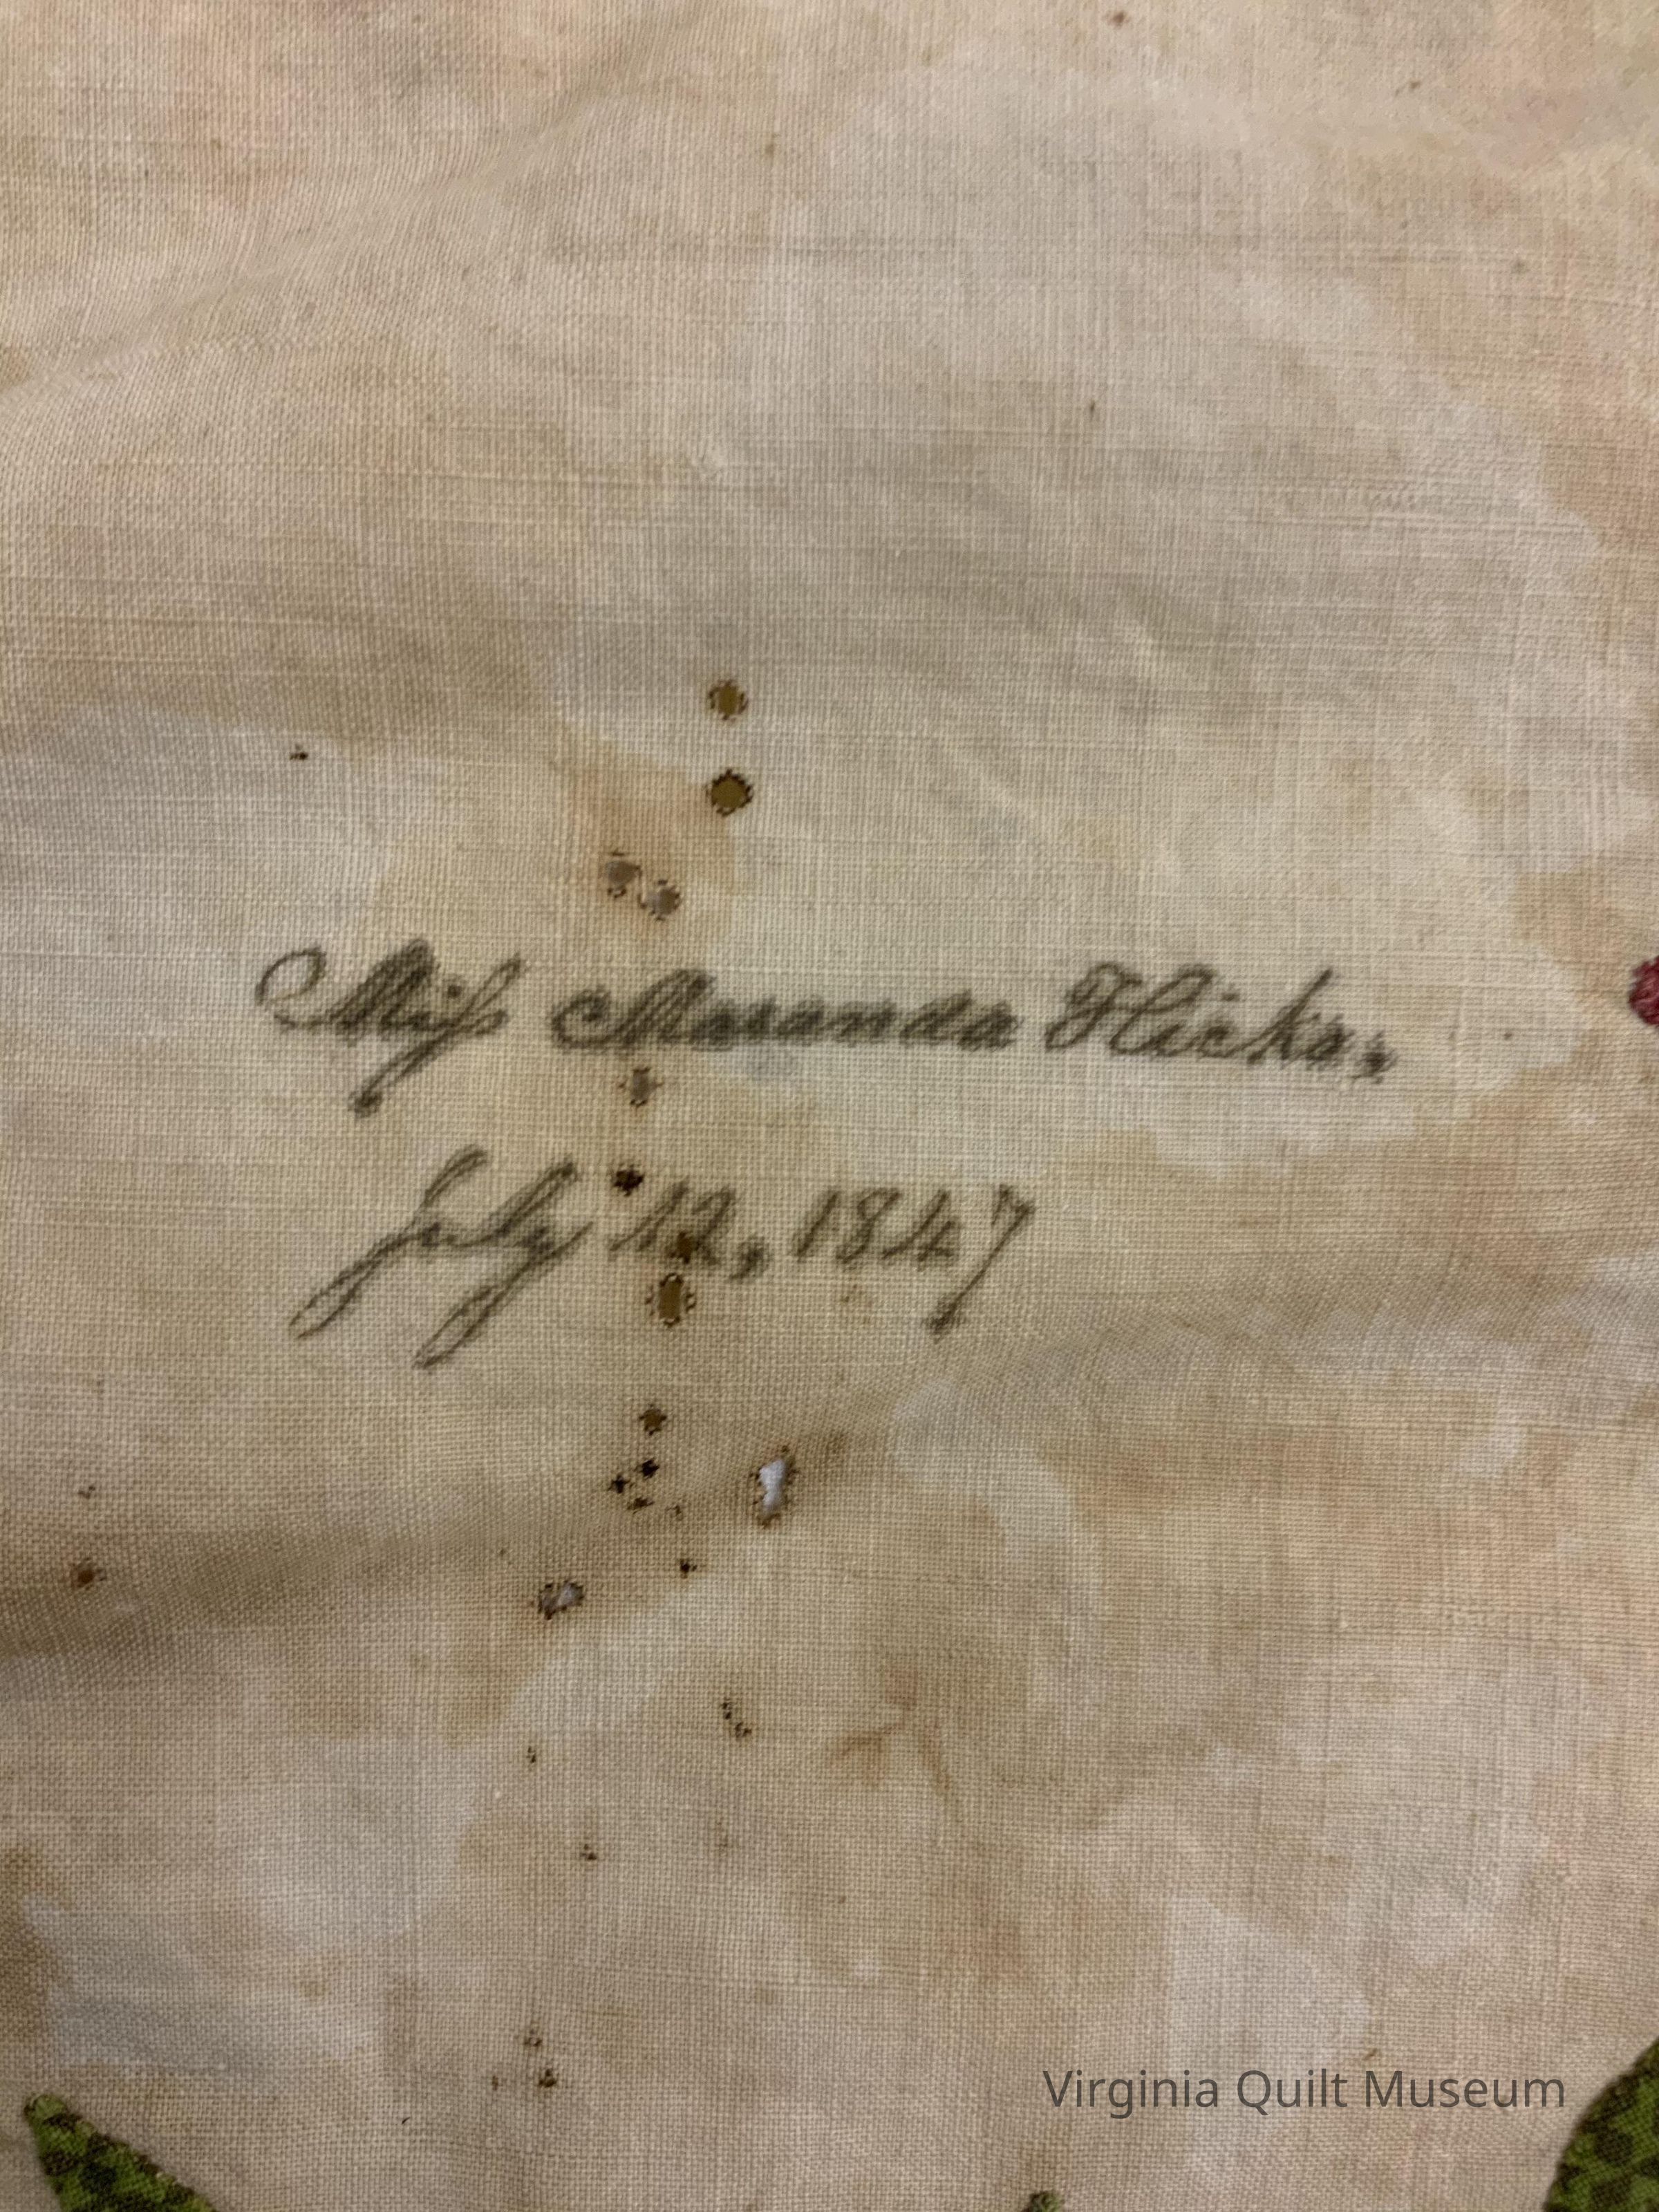 Miſs Maranda Hicks,
July 12, 1847
Virginia Quilt Museum